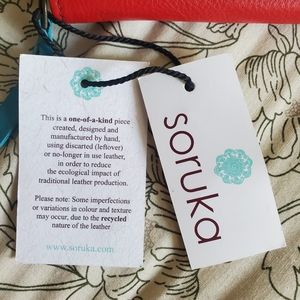 This is a one-of-a-kind piece
created, designed and
manufactured by hand,
using discarted (leftover)
or no-longer in use leather,
in order to reduce
the ecological impact of
traditional leather production.
Please note: Some imperfections
or variations in colour and texture
may occur, due to the recycled
nature of the leather
www.soruka.com
soruka